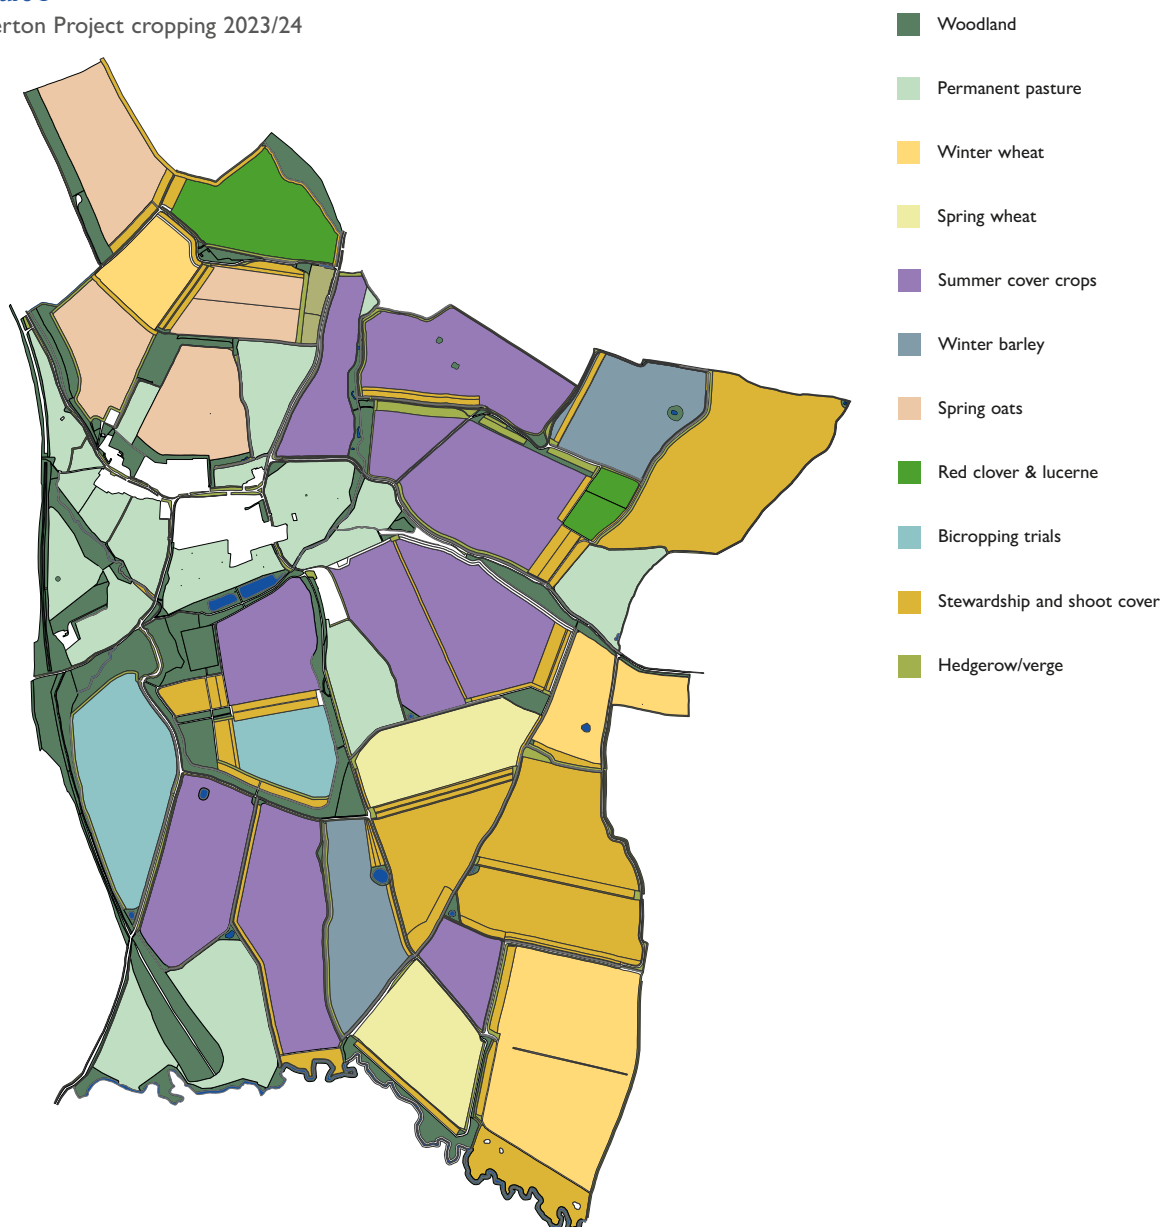 erton Project cropping 2023/24
Woodland
Permanent pasture
Winter wheat
Spring wheat
Summer cover crops
Winter barley
Spring oats
Red clover & lucerne
Bicropping trials
Stewardship and shoot cover
Hedgerow/verge